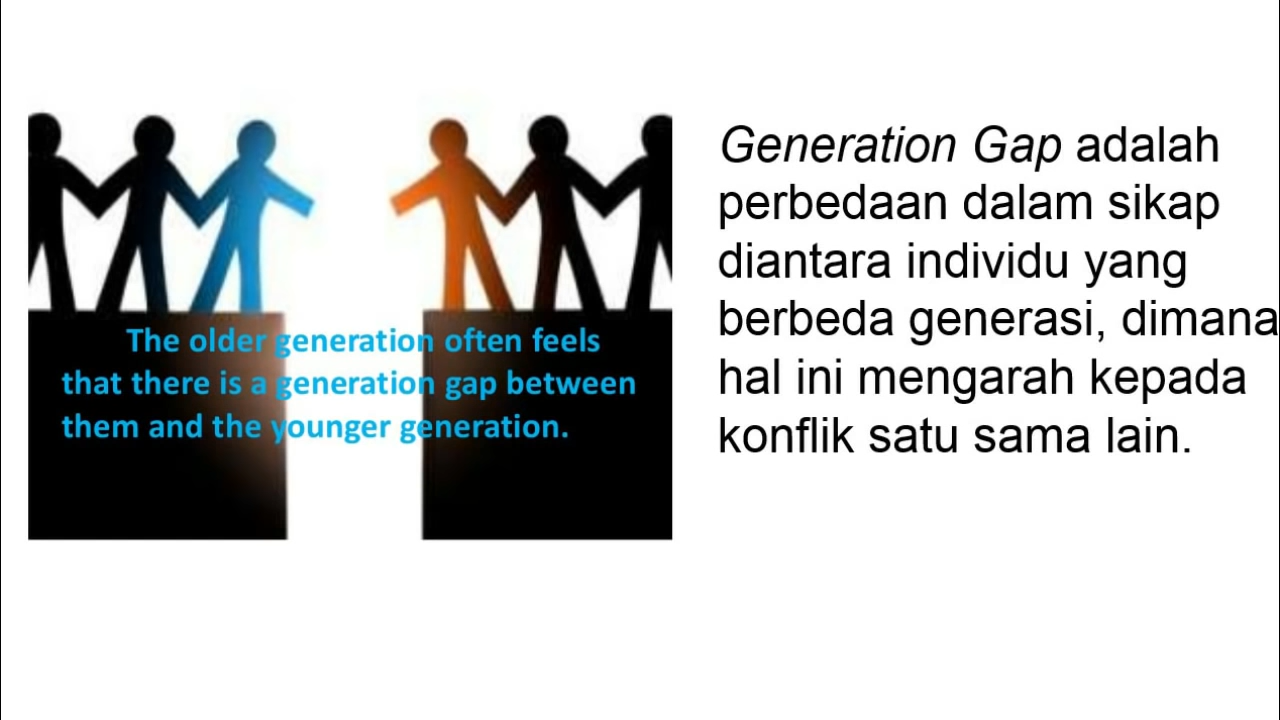 The older generation often feels
that there is a generation gap between
them and the younger generation.
Generation Gap adalah
perbedaan dalam sikap
diantara individu yang
berbeda generasi, dimana
hal ini mengarah kepada
konflik satu sama lain.